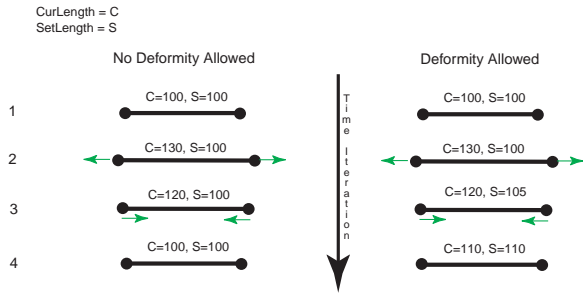 CurLength = C
SetLength = S
No Deformity Allowed
Deformity Allowed
1
C=100, S=100
C=100, S=100
2
C=130, S=100
C=130, S=100
3
C=120, S=100
C=120, S=105
4
C=100, S=100
C=110, S=110
Time Iteration